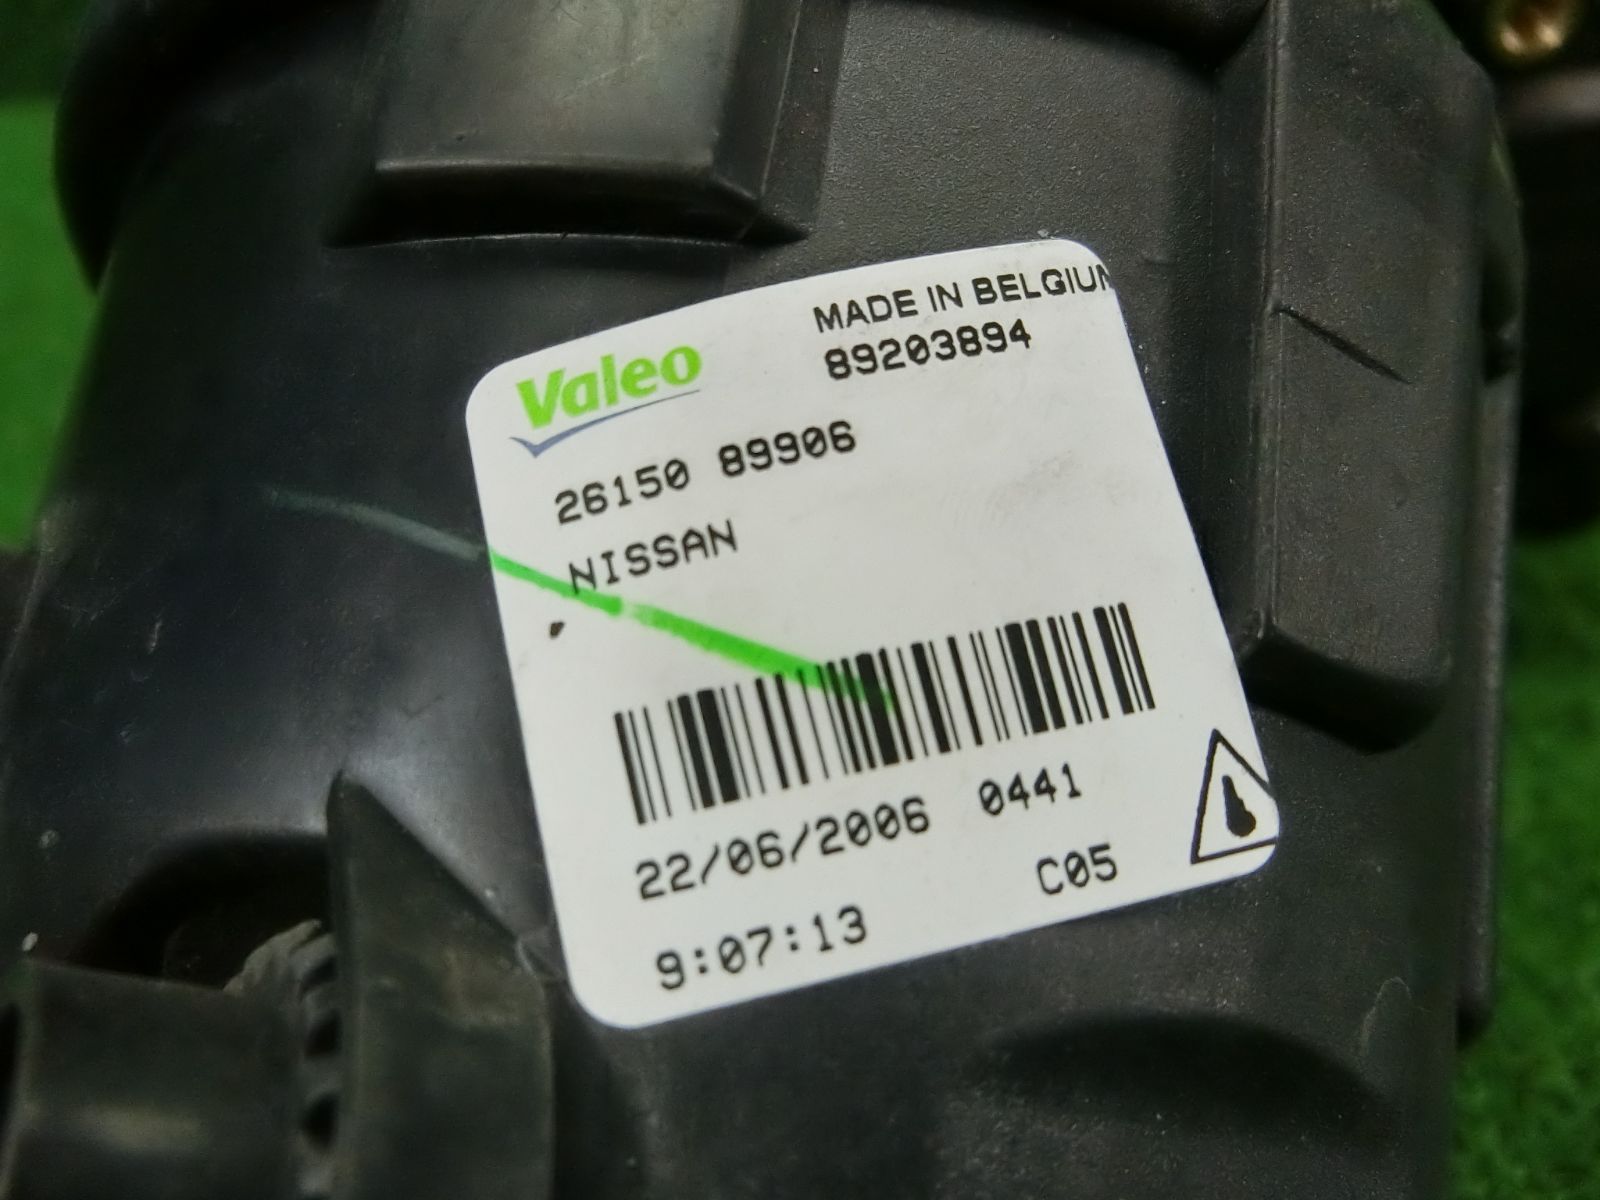 MADE IN BELGIUM
Valeo 89203894
26150 89906
NISSAN
22/06/2006 0441
C05
9:07:13